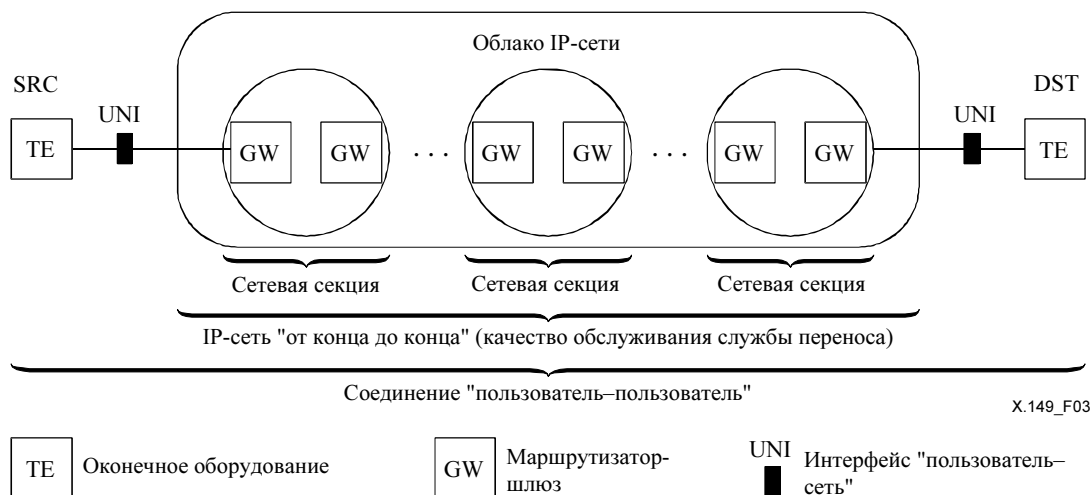 Облако IP-сети
SRC
DST
UNI
UNI
TE
GW
GW
. . .
GW
GW
. . .
GW
GW
TE
Сетевая секция
Сетевая секция
Сетевая секция
IP-сеть "от конца до конца" (качество обслуживания службы переноса)
Соединение "пользователь–пользователь"
X.149_F03
TE
Оконечное оборудование
GW
Маршрутизатор-
шлюз
UNI
Интерфейс "пользователь–
сеть"